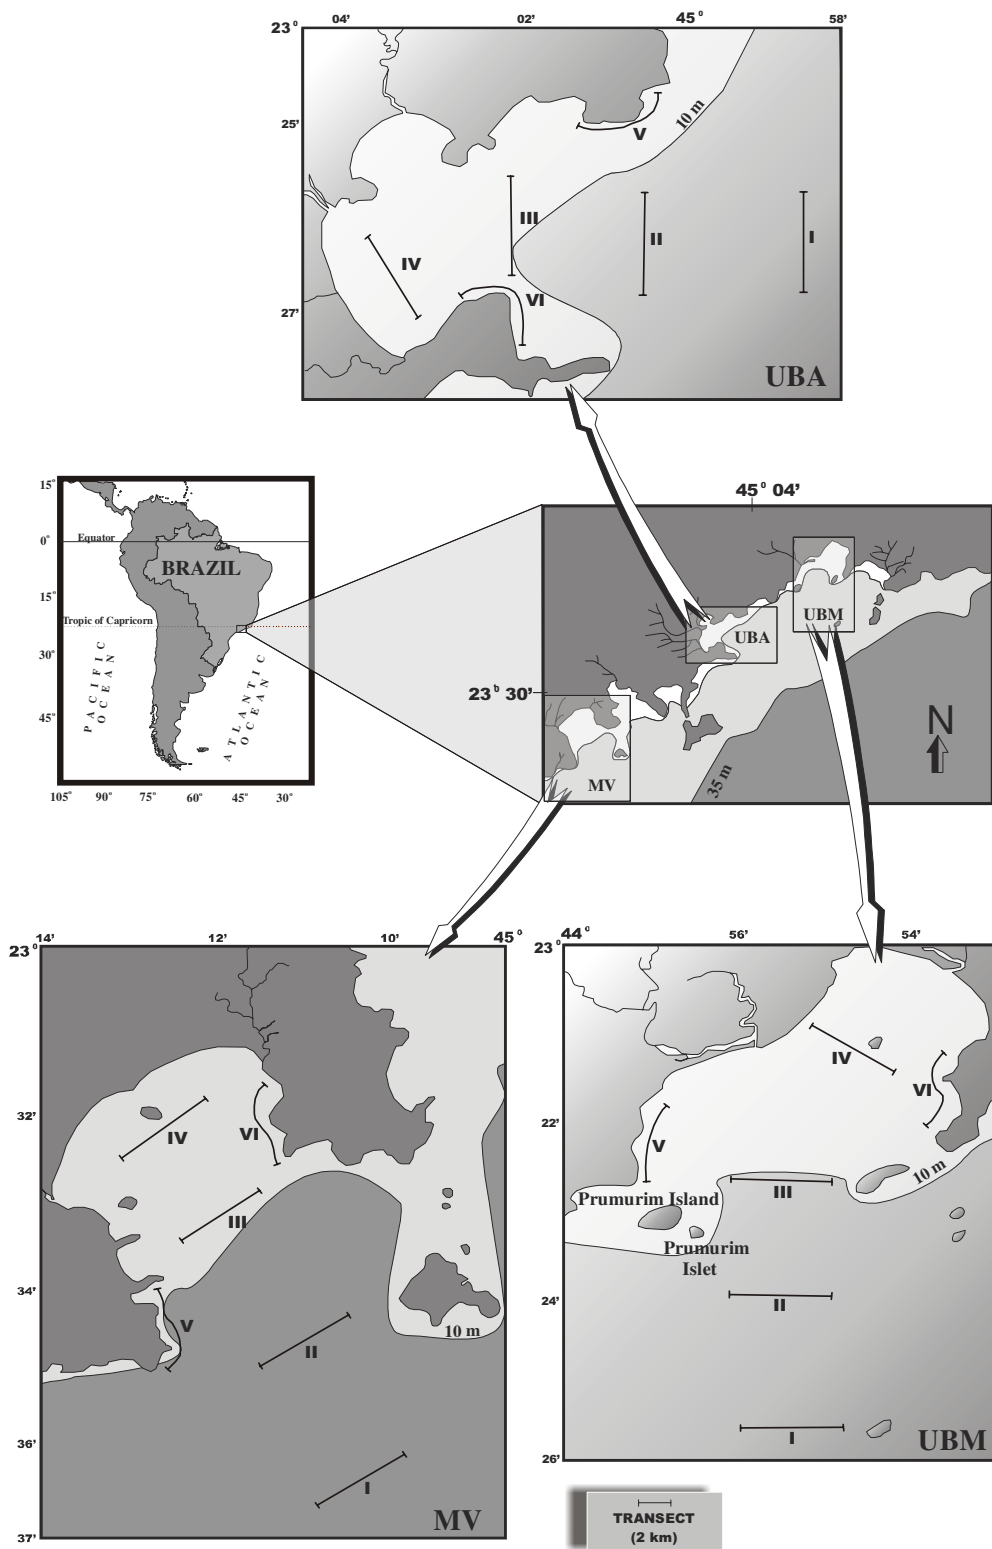 23° 04' 02' 45° 58'
25'
27'
10 m
V
III
II
I
IV
VI
UBA
15°
0°
15
30°
45°
105° 90° 75° 60° 45° 30°
Equator
BRAZIL
Tropic of Capricorn
PACIFIC
OCEAN
ATLANTIC
OCEAN
45° 04'
23° 30'
UBM
UBA
MV
35 m
N
14' 12' 10' 45°
23°
32'
34'
36'
37'
IV
VI
III
V
II
I
10 m
MV
44° 56' 54'
23°
22'
24'
26'
IV
VI
V
III
10 m
Prumurim Island
Prumurim
Islet
II
I
UBM
TRANSECT
(2 km)